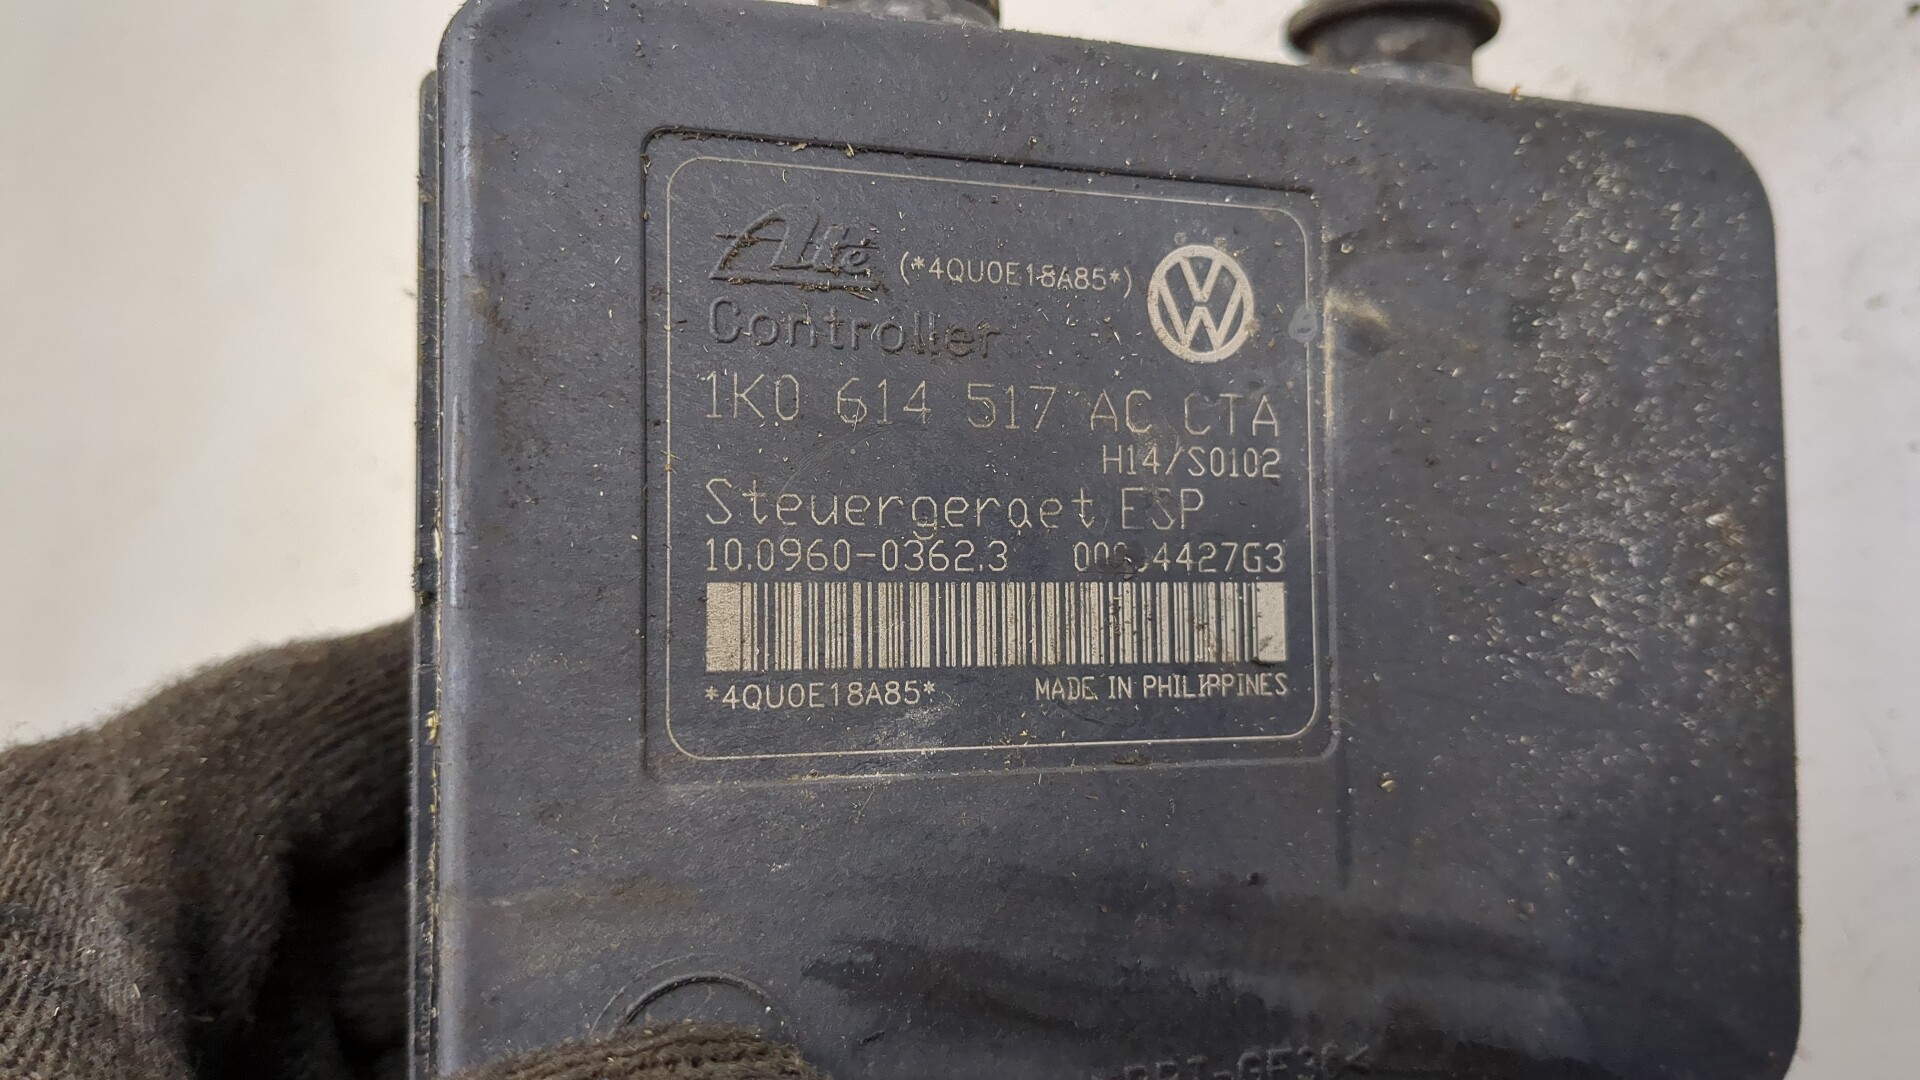 Ate (*4QU0E18A85*)
Controller
1K0 614 517 AC CTA
H14/S0102
Steuergeraet ESP
10.0960-0362.3
*4QU0E18A85* MADE IN PHILIPPINES